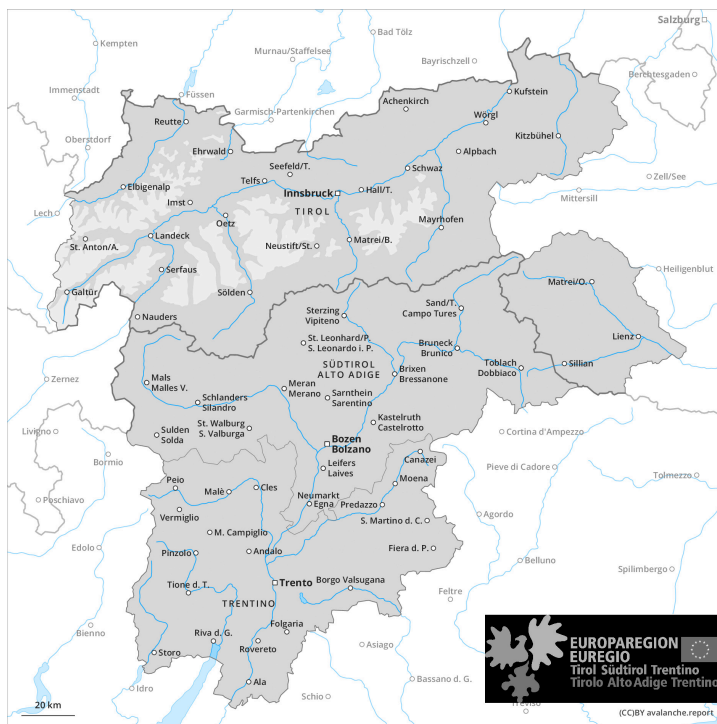 Salzburg
Kempten
Bad Tölz
Murnau/Staffelsee
Bayrischzell
Berchtesgaden
Immenstadt
Füssen
Kufstein
Achenkirch
Garmisch-Partenkirchen
Wörgl
Reutte
Oberstdorf
Kitzbühel
Ehrwald
Alpbach
Seefeld/T.
Schwaz
Telfs
Zell/See
Elbigenalp
Innsbruck
Hall/T.
Mittersill
Imst
TIROL
Lech
Oetz
Mayrhofen
Landeck
St. Anton/A.
Neustift/St.
Matrei/B.
Serfaus
Heiligenblut
Matrei/O.
Galtür
Sölden
Sand/T.
Campo Tures
Nauders
Sterzing
Vipiteno
Lienz
St. Leonhard/P.
S. Leonardo i. P.
Bruneck
Brunico
Toblach
Dobbiaco
Sillian
SÜDTIROL
ALTO ADIGE
Brixen
Bressanone
Zernez
Mals
Malles V.
Meran
Merano
Sarnthein
Sarentino
Schlanders
Silandro
Kastelruth
Castelrotto
Livigno
Sulden
Solda
St. Walburg
S. Valburga
Cortina d'Ampezzo
Bozen
Bolzano
Bormio
Canazei
Leifers
Laives
Pieve di Cadore
Tolmezzo
Peio
Malè
Cles
Moena
Poschiavo
Neumarkt
Egna
Predazzo
Vermiglio
Agordo
S. Martino d. C.
M. Campiglio
Edolo
Pinzolo
Andalo
Fiera d. P.
Belluno
Spilimbergo
Tione d. T.
Trento
Borgo Valsugana
Feltre
TRENTINO
Folgaria
Bienno
Riva d. G.
Rovereto
Asiago
Storo
Bassano d. G.
Ala
Idro
Schio
Treviso
EUROPAREGION
EUREGIO
Tirol Südtirol Trentino
Tirolo Alto Adige Trentino
20 km
(CC)BY avalanche.report